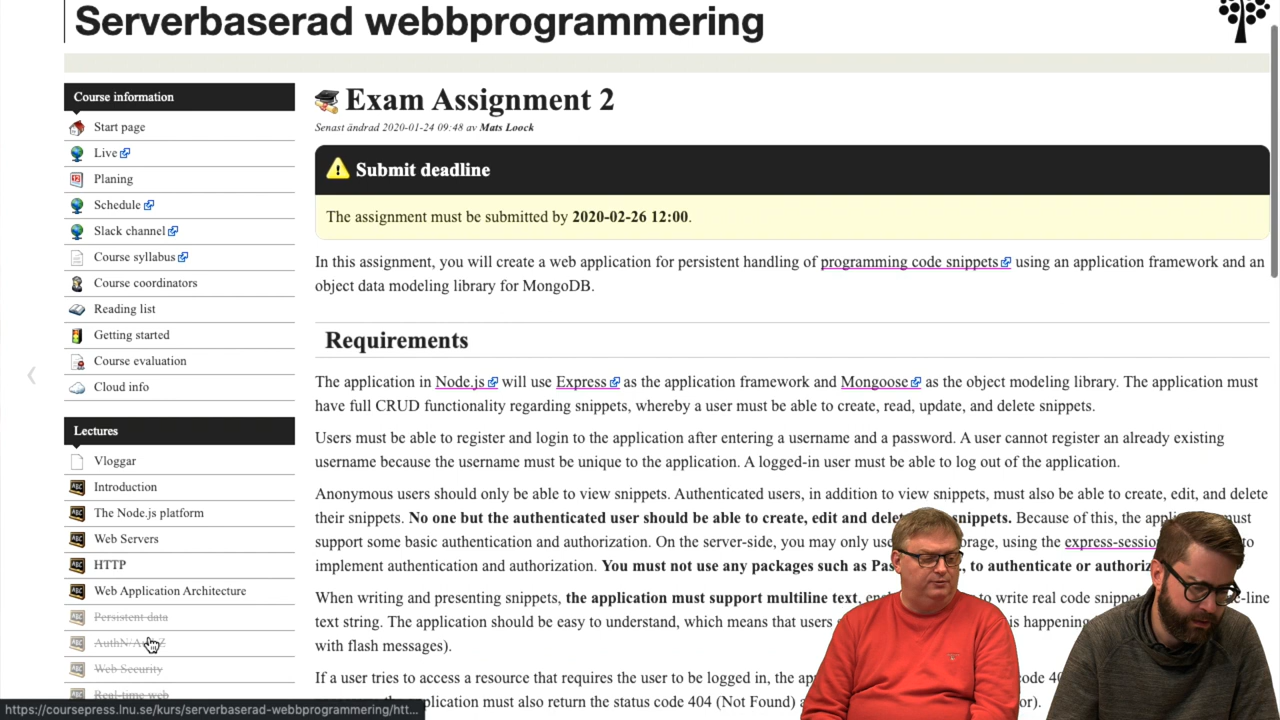 Serverbaserad webbprogrammering
Course information
Start page
Live
Planing
Schedule
Slack channel
Course syllabus
Course coordinators
Reading list
Getting started
Course evaluation
Cloud info
Lectures
Vloggar
Introduction
The Node.js platform
Web Servers
HTTP
Web Application Architecture
Persistent data
Web Security
Real-time web
Exam Assignment 2
Senast ändrad 2020-01-24 09:48 av Mats Loock
Submit deadline
The assignment must be submitted by 2020-02-26 12:00.
In this assignment, you will create a web application for persistent handling of programming code snippets using an application framework and an
object data modeling library for MongoDB.
Requirements
The application in Node.js will use Express as the application framework and Mongoose as the object modeling library. The application must
have full CRUD functionality regarding snippets, whereby a user must be able to create, read, update, and delete snippets.
Users must be able to register and login to the application after entering a username and a password. A user cannot register an already existing
username because the username must be unique to the application. A logged-in user must be able to log out of the application.
Anonymous users should only be able to view snippets. Authenticated users, in addition to view snippets, must also be able to create, edit, and delete
their snippets. No one but the authenticated user should be able to create, edit and snippets. Because of this, the must
support some basic authentication and authorization. On the server-side, you may only using the to
implement authentication and authorization. You must not use any packages such as to authenticate or
When writing and presenting snippets, the application must support multiline text, to write real code
text string. The application should be easy to understand, which means that users is happening
with flash messages).
If a user tries to access a resource that requires the user to be logged in, the
application must also return the status code 404 (Not Found)
https://coursepress.lnu.se/kurs/serverbaserad-webbprogrammering/htt...